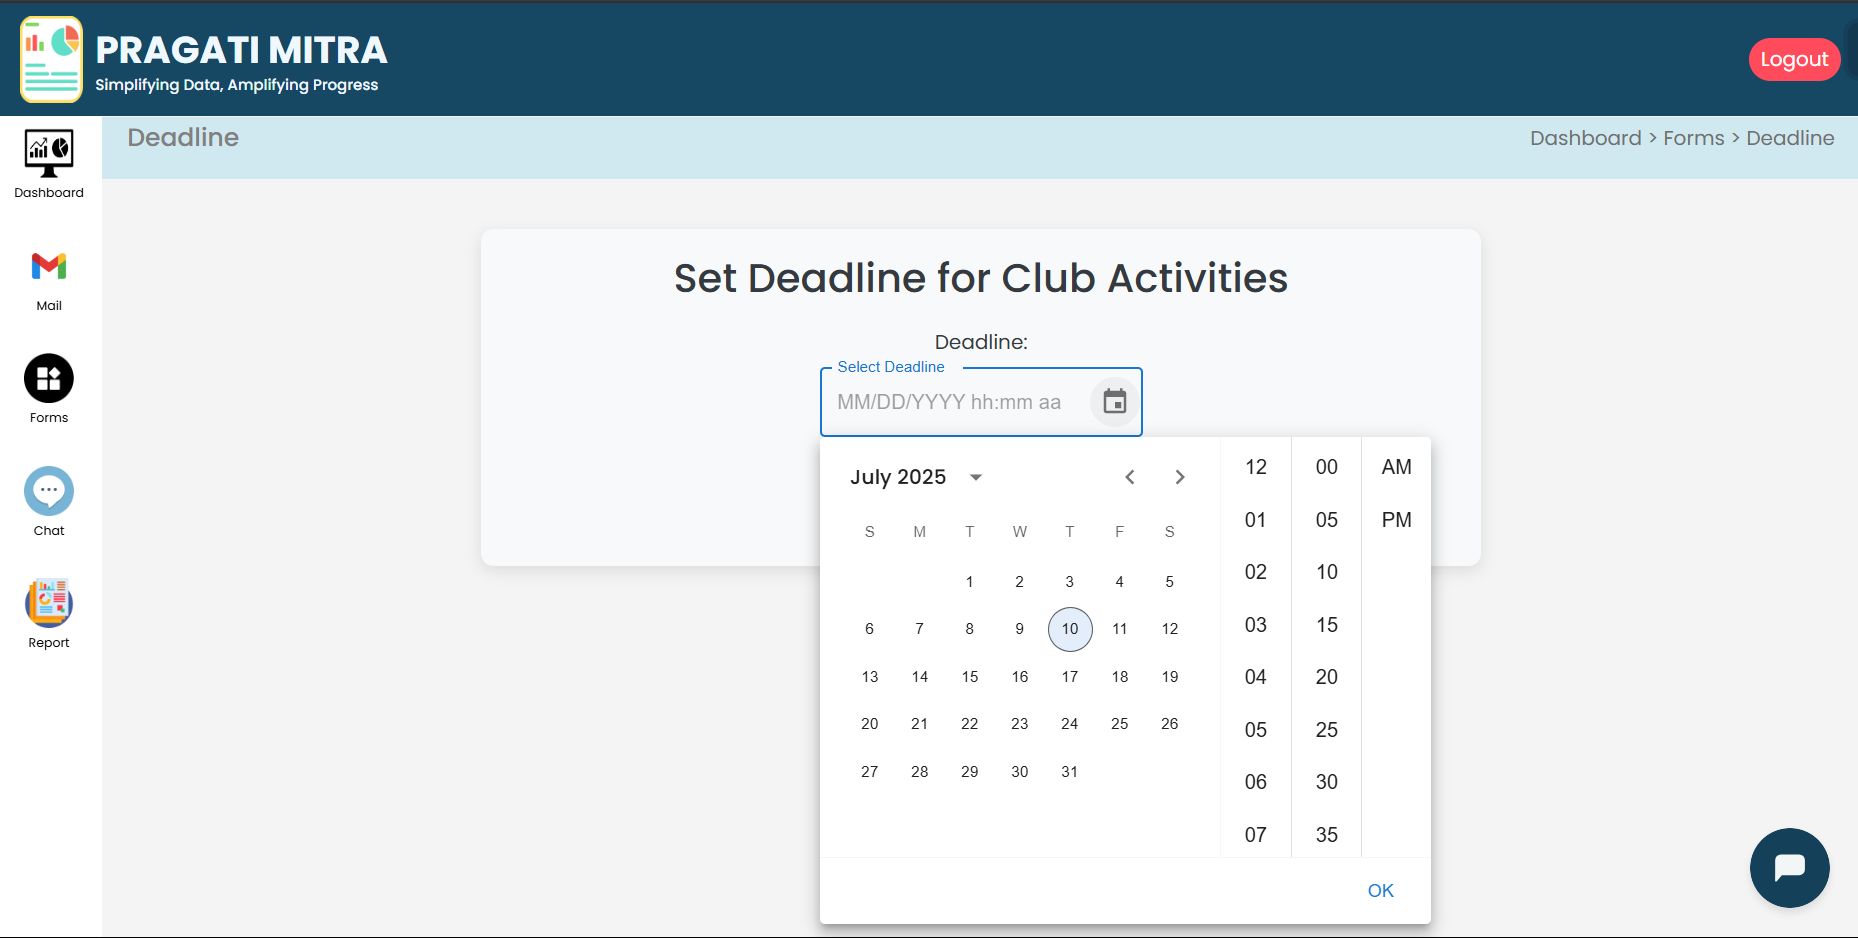 PRAGATI MITRA
Simplifying Data, Amplifying Progress
Logout
Dashboard
Mail
Forms
Chat
Report
Deadline
Dashboard > Forms > Deadline
Set Deadline for Club Activities
Deadline:
Select Deadline
MM/DD/YYYY hh:mm aa
July 2025
S M T W T F S
1 2 3 4 5
6 7 8 9 10 11 12
13 14 15 16 17 18 19
20 21 22 23 24 25 26
27 28 29 30 31
12 00 AM
01 05 PM
02 10
03 15
04 20
05 25
06 30
07 35
OK